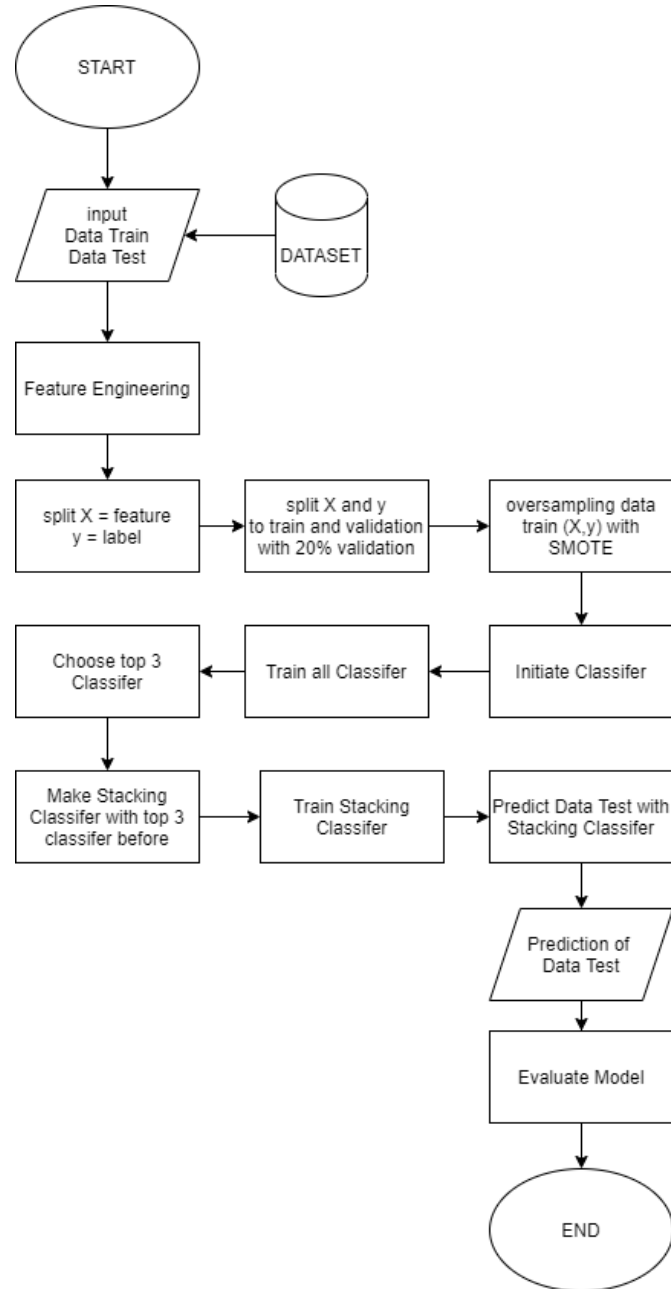 START
input
Data Train
Data Test
DATASET
Feature Engineering
split X = feature
y = label
split X and y
to train and validation
with 20% validation
oversampling data
train (X,y) with
SMOTE
Initiate Classifer
Train all Classifer
Choose top 3
Classifer
Make Stacking
Classifer with top 3
classifer before
Train Stacking
Classifer
Predict Data Test with
Stacking Classifer
Prediction of
Data Test
Evaluate Model
END